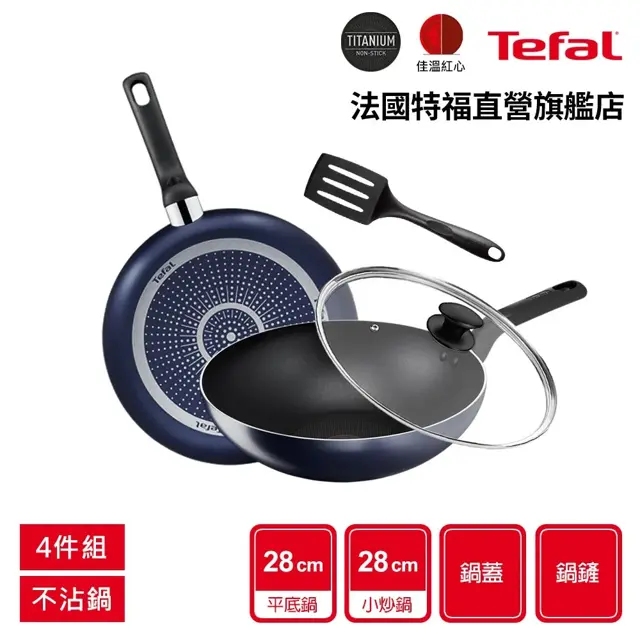 TITANIUM
NON-STICK
佳溫紅心
Tefal
法國特福直營旗艦店
Tefal
Tefal
4件組
不沾鍋
28cm
平底鍋
28cm
小炒鍋
鍋蓋
鍋鏟